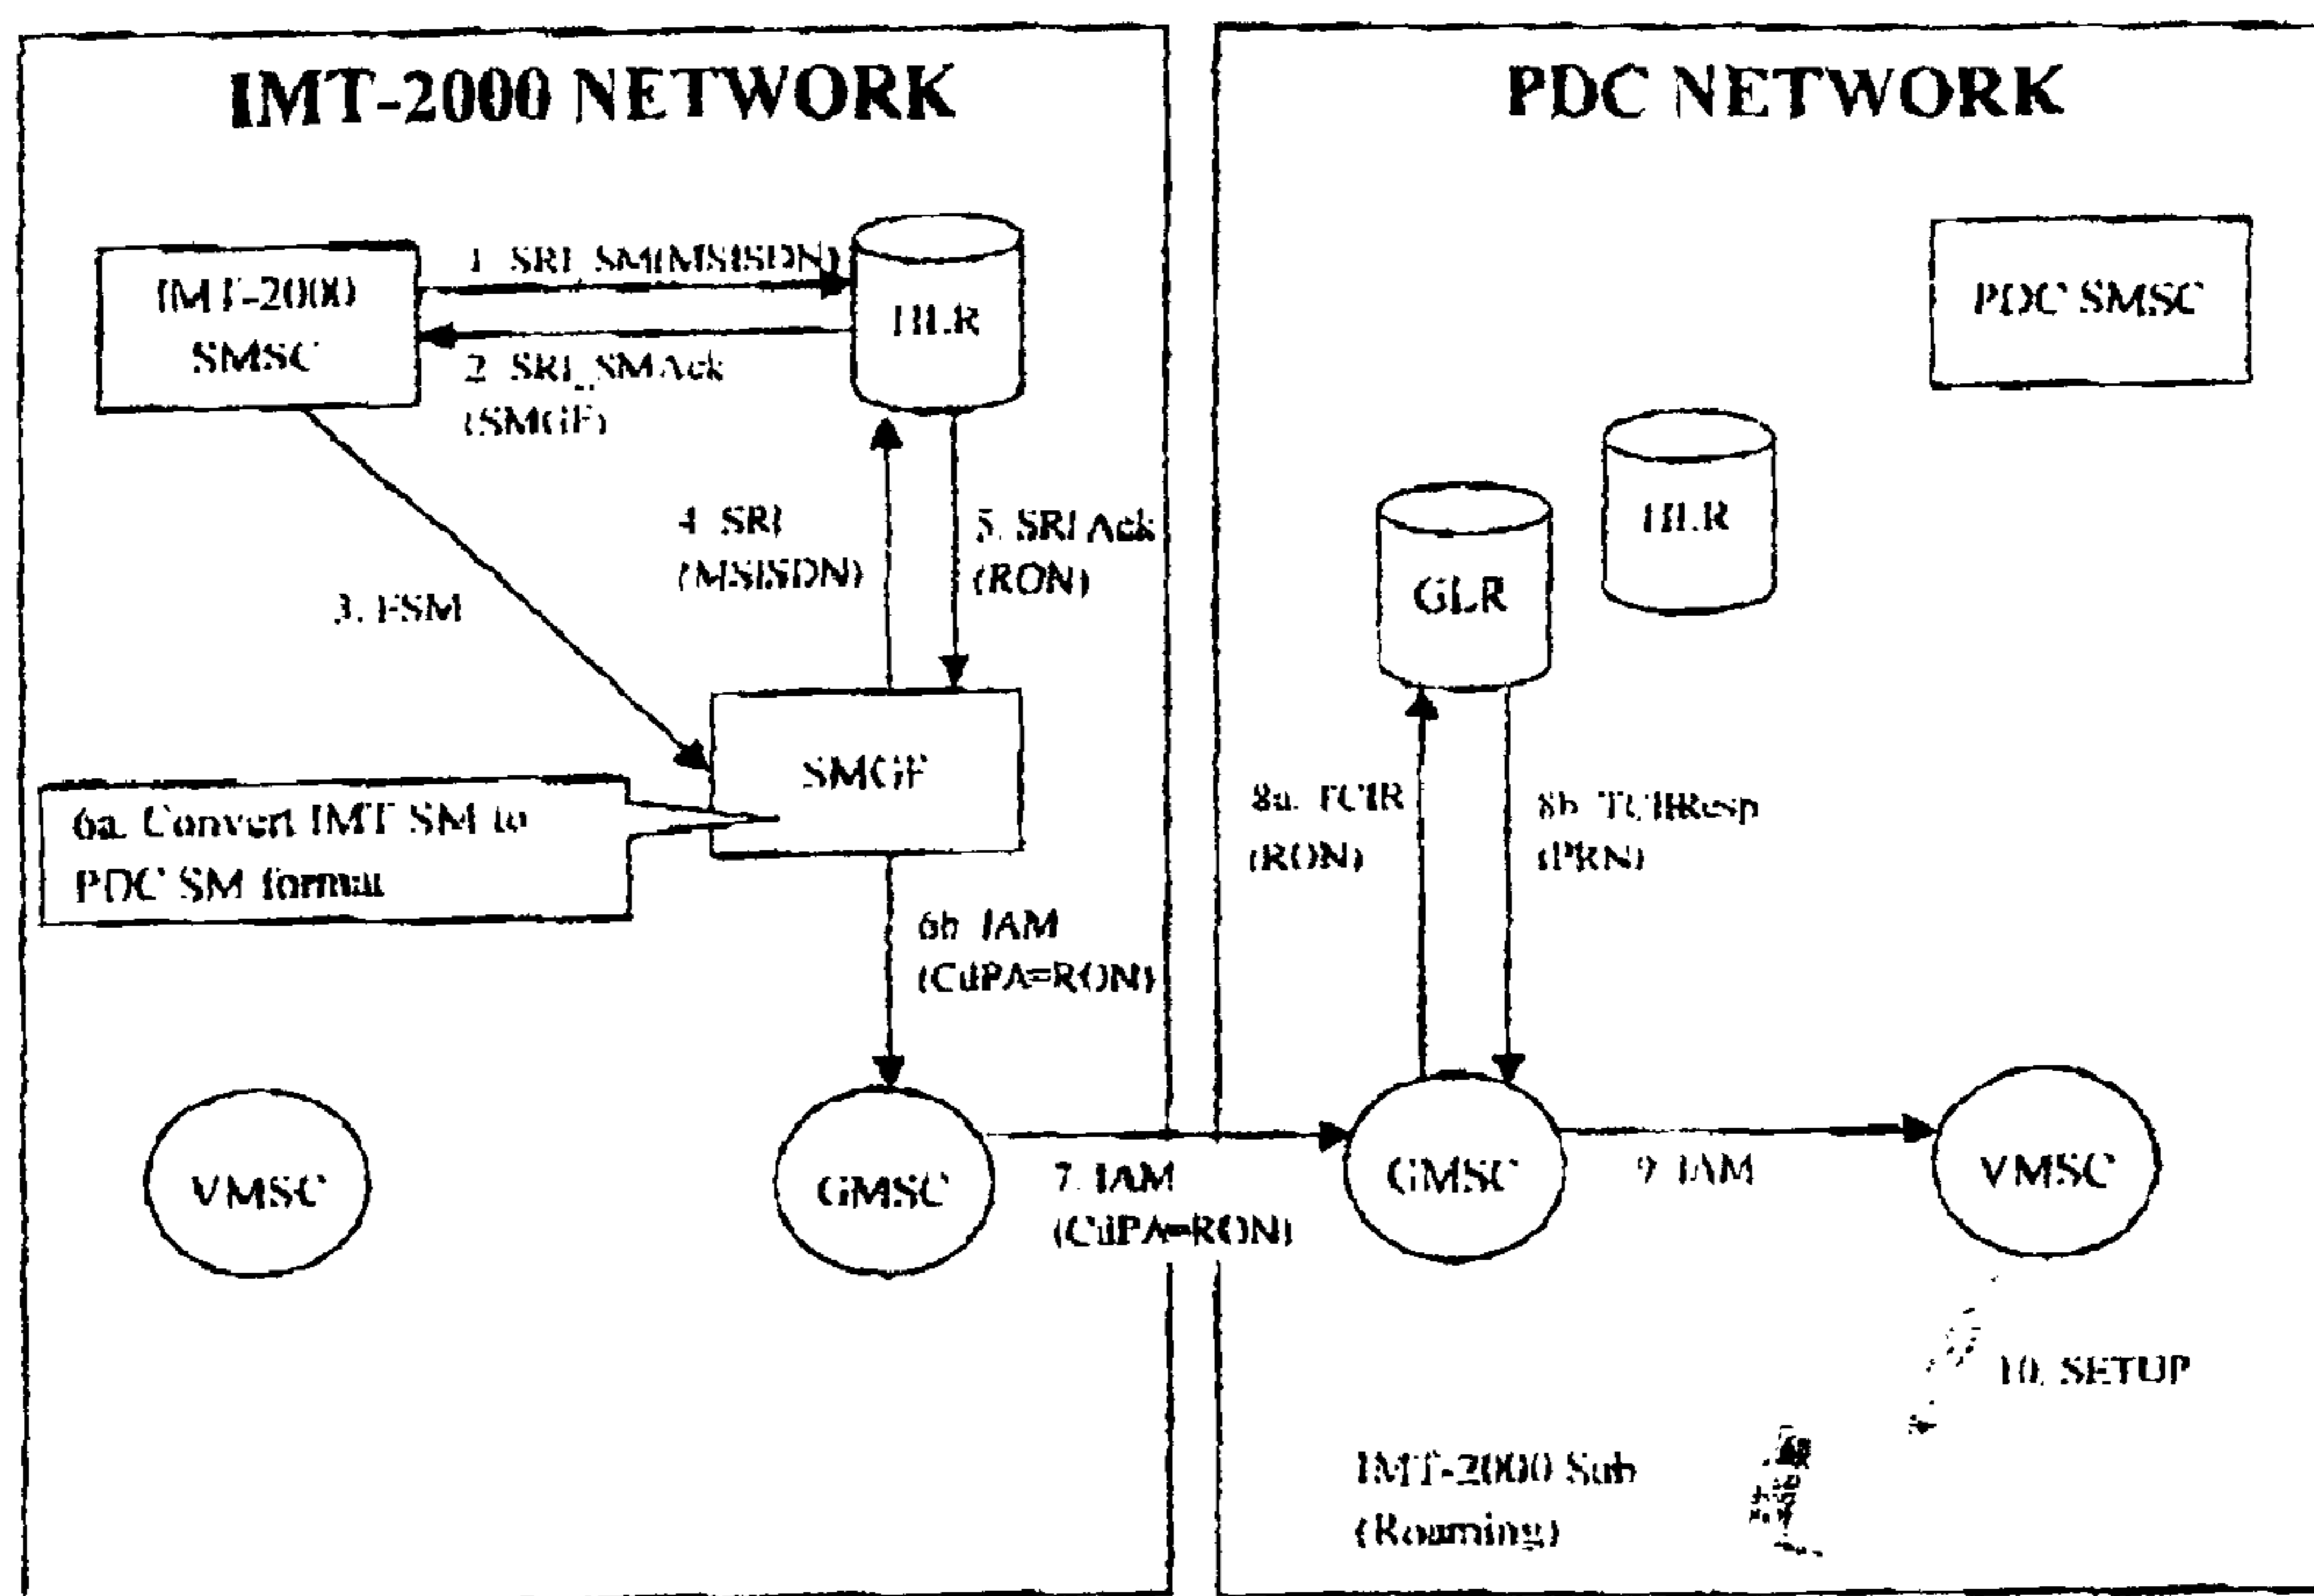 IMT-2000 NETWORK
PDC NETWORK
IMT-2000
SMSC
1. SRI_SM(MSISDN)
2. SRI_SMAck
(SMGF)
HLR
PDC SMSC
HLR
GLR
3. FSM
4. SRI
(MSISDN)
5. SRI Ack
(RON)
SMGF
6a. Convert IMT SM to
PDC SM format
6b. IAM
(CdPA=RON)
8a. TCIR
(RON)
8b. TCIRResp
(PRN)
VMSC
GMSC
7. IAM
(CdPA=RON)
GMSC
9. IAM
VMSC
10. SETUP
IMT-2000 Sub
(Roaming)